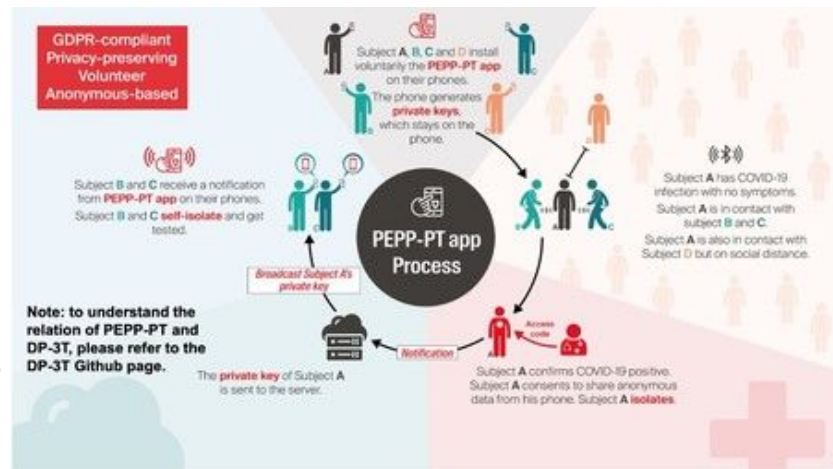 GDPR-compliant
Privacy-preserving
Volunteer
Anonymous-based
Subject A, B, C and D install
voluntarily the PEPP-PT app
on their phones.
The phone generates
private keys,
which stays on the
phone.
A
B
C
D
Subject A has COVID-19
infection with no symptoms.
Subject A is in contact with
subject B and C.
Subject A is also in contact with
Subject D but on social distance.
Subject B and C receive a notification
from PEPP-PT app on their phones.
Subject B and C self-isolate and get
tested.
PEPP-PT app
Process
Broadcast Subject A's
private key
Note: to understand the
relation of PEPP-PT and
DP-3T, please refer to the
DP-3T Github page.
Access
code
Notification
A
The private key of Subject A
is sent to the server.
Subject A confirms COVID-19 positive.
Subject A consents to share anonymous
data from his phone. Subject A isolates.